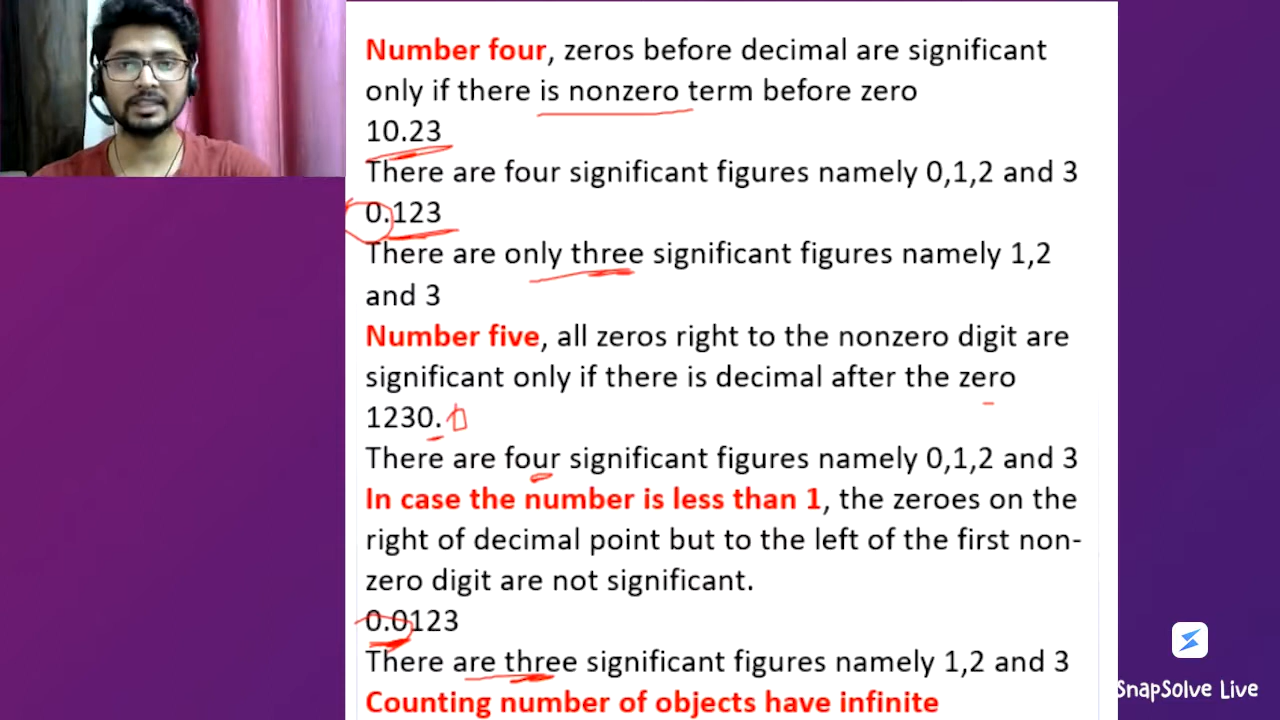 Number four, zeros before decimal are significant
only if there is nonzero term before zero
10.23
There are four significant figures namely 0,1,2 and 3
0.123
There are only three significant figures namely 1,2
and 3
Number five, all zeros right to the nonzero digit are
significant only if there is decimal after the zero
1230. 0
There are four significant figures namely 0,1,2 and 3
In case the number is less than 1, the zeroes on the
right of decimal point but to the left of the first non-
zero digit are not significant.
0.0123
There are three significant figures namely 1,2 and 3
Counting number of objects have infinite
SnapSolve Live